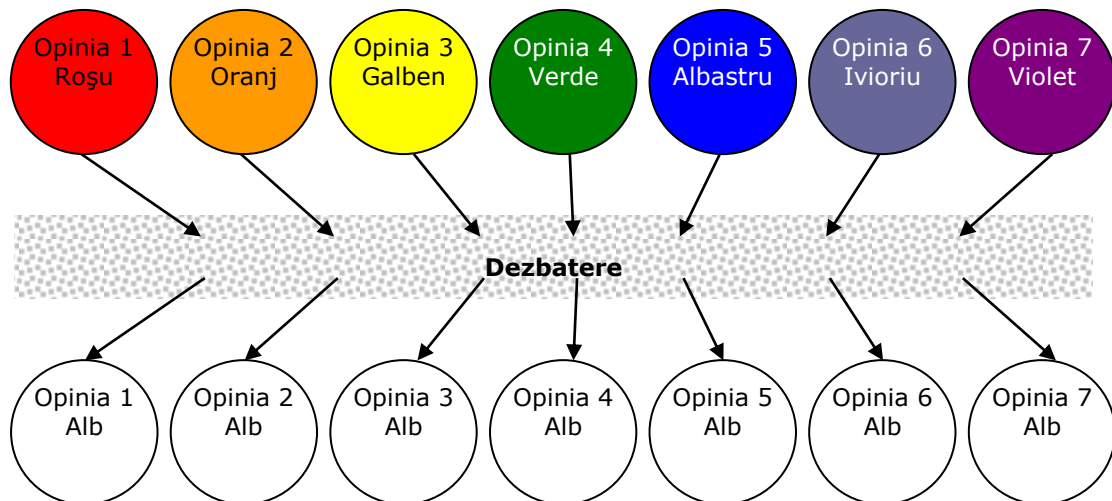 Opinia 1
Roşu
Opinia 2
Oranj
Opinia 3
Galben
Opinia 4
Verde
Opinia 5
Albastru
Opinia 6
Ivioriu
Opinia 7
Violet
Dezbatere
Opinia 1
Alb
Opinia 2
Alb
Opinia 3
Alb
Opinia 4
Alb
Opinia 5
Alb
Opinia 6
Alb
Opinia 7
Alb